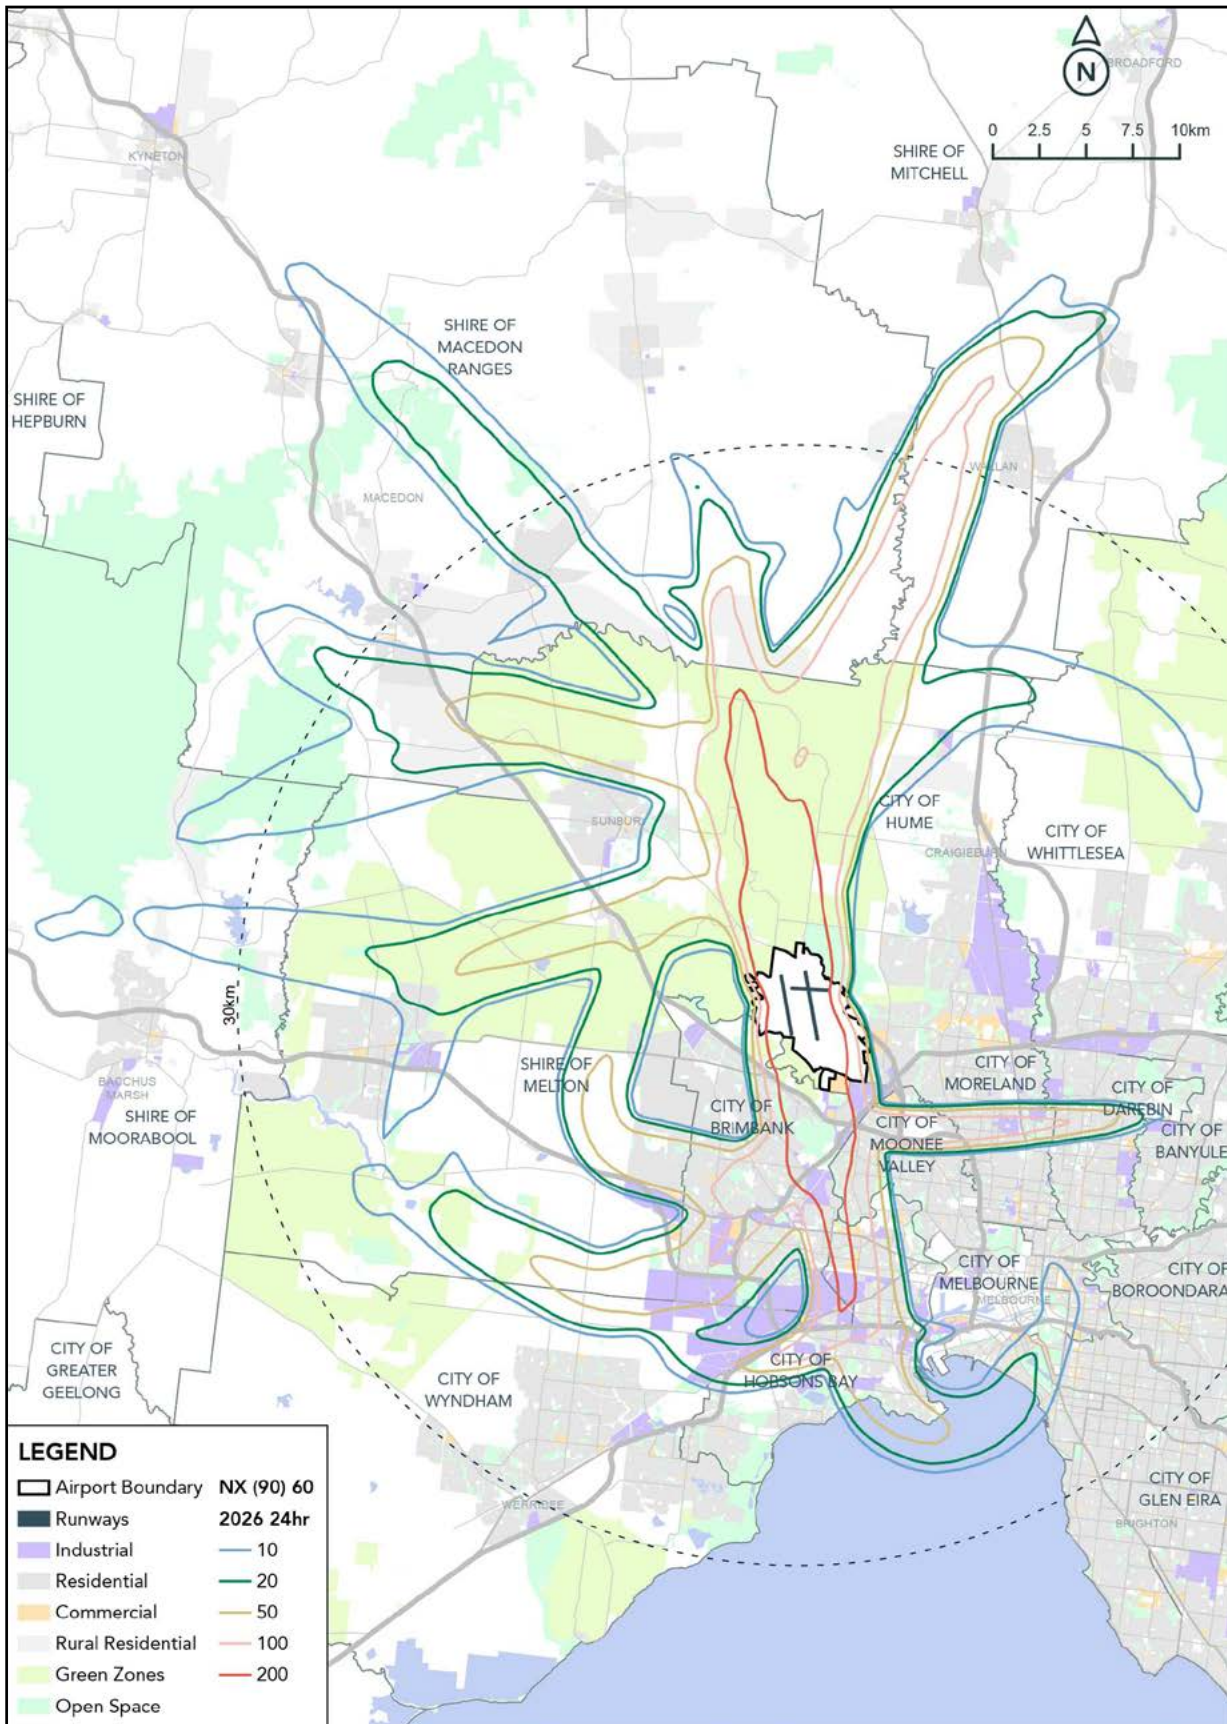 BROADFORD
N
0 2.5 5 7.5 10km
SHIRE OF
MITCHELL
KYNETON
SHIRE OF
MACEDON
RANGES
SHIRE OF
HEPBURN
WALLAN
MACEDON
SUNBURY
CITY OF
HUME
CITY OF
WHITTLESEA
CRAIGIEBURN
30km
SHIRE OF
MELTON
CITY OF
MORELAND
CITY OF
DAREBIN
BACCHUS
MARSH
SHIRE OF
MOORABOOL
CITY OF
BRIMBANK
CITY OF
MOONEE
VALLEY
CITY OF
BANYULE
CITY OF
MELBOURNE
MELBOURNE
CITY OF
BOROONDARA
CITY OF
GREATER
GEELONG
CITY OF
WYNDHAM
CITY OF
HOBSONS BAY
CITY OF
GLEN EIRA
BRIGHTON
WERRIBEE
LEGEND
Airport Boundary NX (90) 60
Runways 2026 24hr
Industrial 10
Residential 20
Commercial 50
Rural Residential 100
Green Zones 200
Open Space